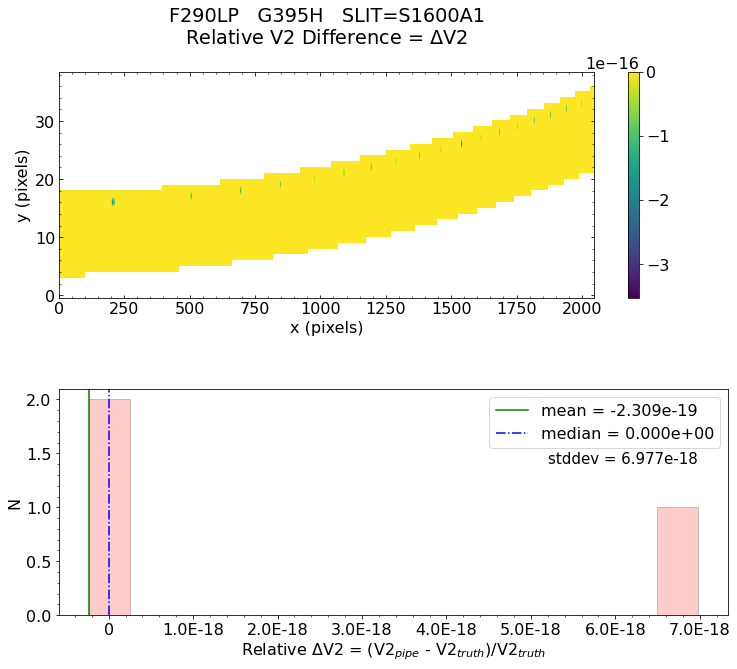 F290LP   G395H   SLIT=S1600A1
Relative V2 Difference = ΔV2
1e−16
0
−1
−2
−3
30
20
10
0
y (pixels)
0 250 500 750 1000 1250 1500 1750 2000
x (pixels)
mean = -2.309e-19
median = 0.000e+00
stddev = 6.977e-18
2.0
1.5
1.0
0.5
0.0
N
0 1.0E-18 2.0E-18 3.0E-18 4.0E-18 5.0E-18 6.0E-18 7.0E-18
Relative ΔV2 = (V2pipe - V2truth)/V2truth